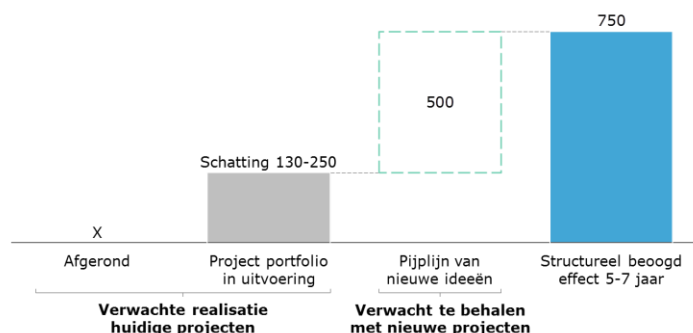 750
500
Schatting 130-250
X
Afgerond
Project portfolio
in uitvoering
Pijplijn van
nieuwe ideeën
Structureel beoogd
effect 5-7 jaar
Verwachte realisatie
huidige projecten
Verwacht te behalen
met nieuwe projecten